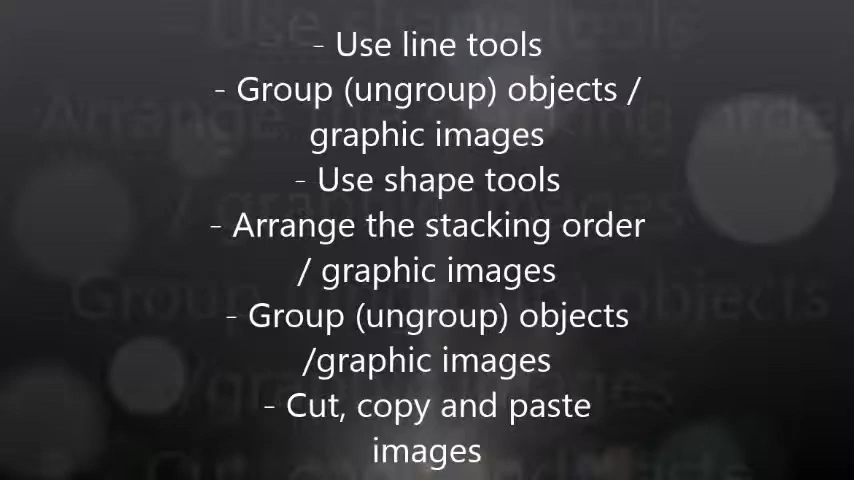 - Use line tools
- Group (ungroup) objects /
graphic images
- Use shape tools
- Arrange the stacking order
/ graphic images
- Group (ungroup) objects
/graphic images
- Cut, copy and paste
images